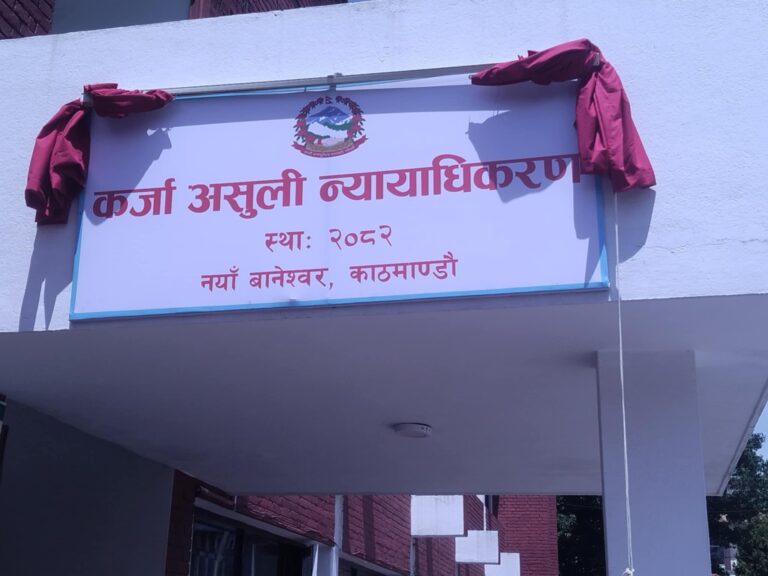 कर्जा असुली न्यायाधिकरण
स्थाः २०८२
नयाँ बानेश्वर, काठमाण्डौ